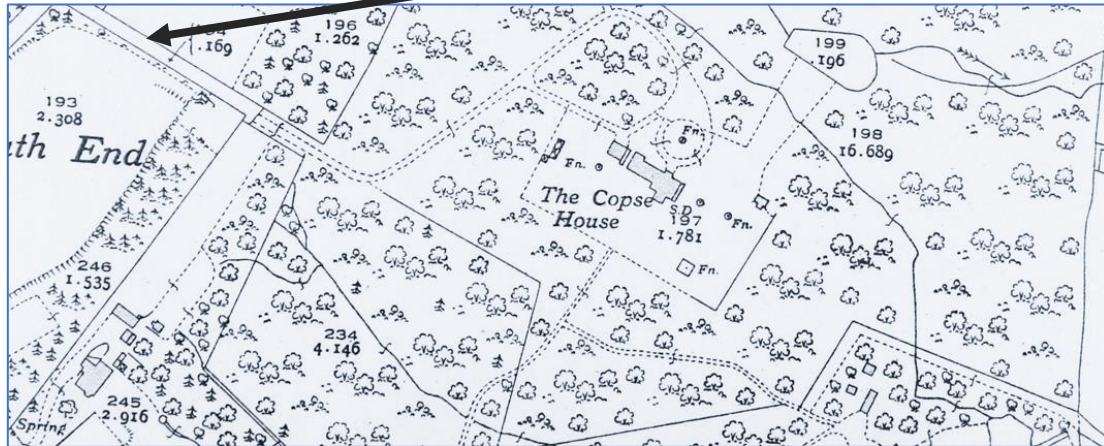 .169
196
1.262
199
.196
193
2.308
th End
Fn.
198
16.689
Fn.
The Copse
House
S.D.
197
1.781
Fn.
Fn.
246
1.535
234
4.146
245
2.916
Spring